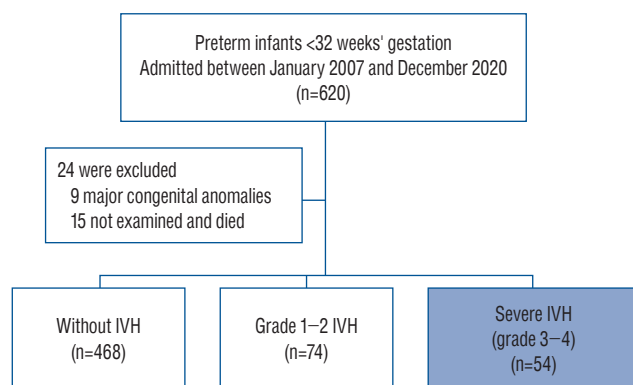 Preterm infants <32 weeks' gestation
Admitted between January 2007 and December 2020
(n=620)
24 were excluded
9 major congenital anomalies
15 not examined and died
Without IVH
(n=468)
Grade 1–2 IVH
(n=74)
Severe IVH
(grade 3–4)
(n=54)